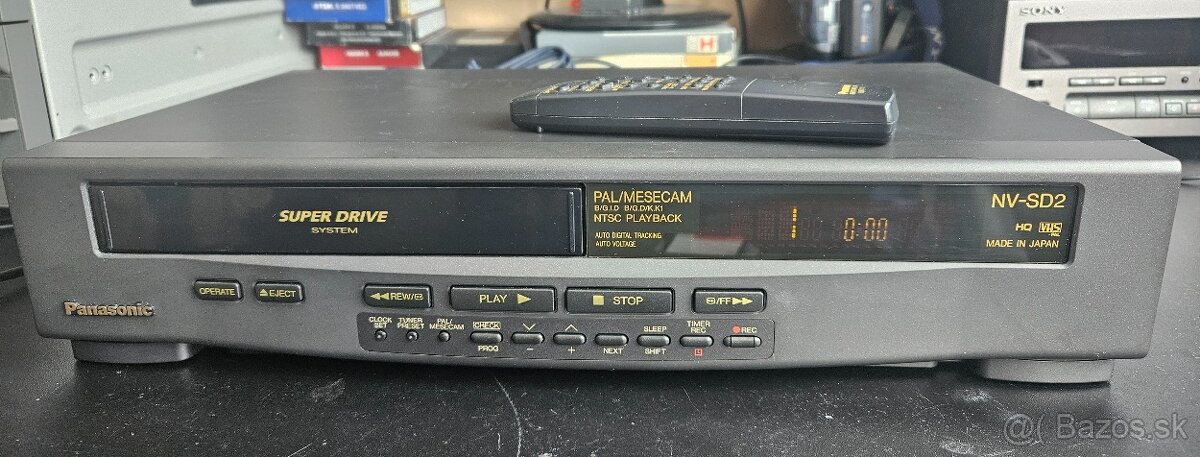 SONY
H
SUPER DRIVE
SYSTEM
PAL/MESECAM
B/G.I.D B/G.D/K.K1
NTSC PLAYBACK
AUTO DIGITAL TRACKING
AUTO VOLTAGE
0:00
NV-SD2
HQ VHS
PAL
MADE IN JAPAN
Panasonic
OPERATE
EJECT
REW/
PLAY
STOP
/FF
CLOCK SET
TUNER PRESET
PAL/MESECAM
CHECK
PROG
−
+
NEXT
SLEEP
SHIFT
TIMER REC
REC
@( Bazos.sk